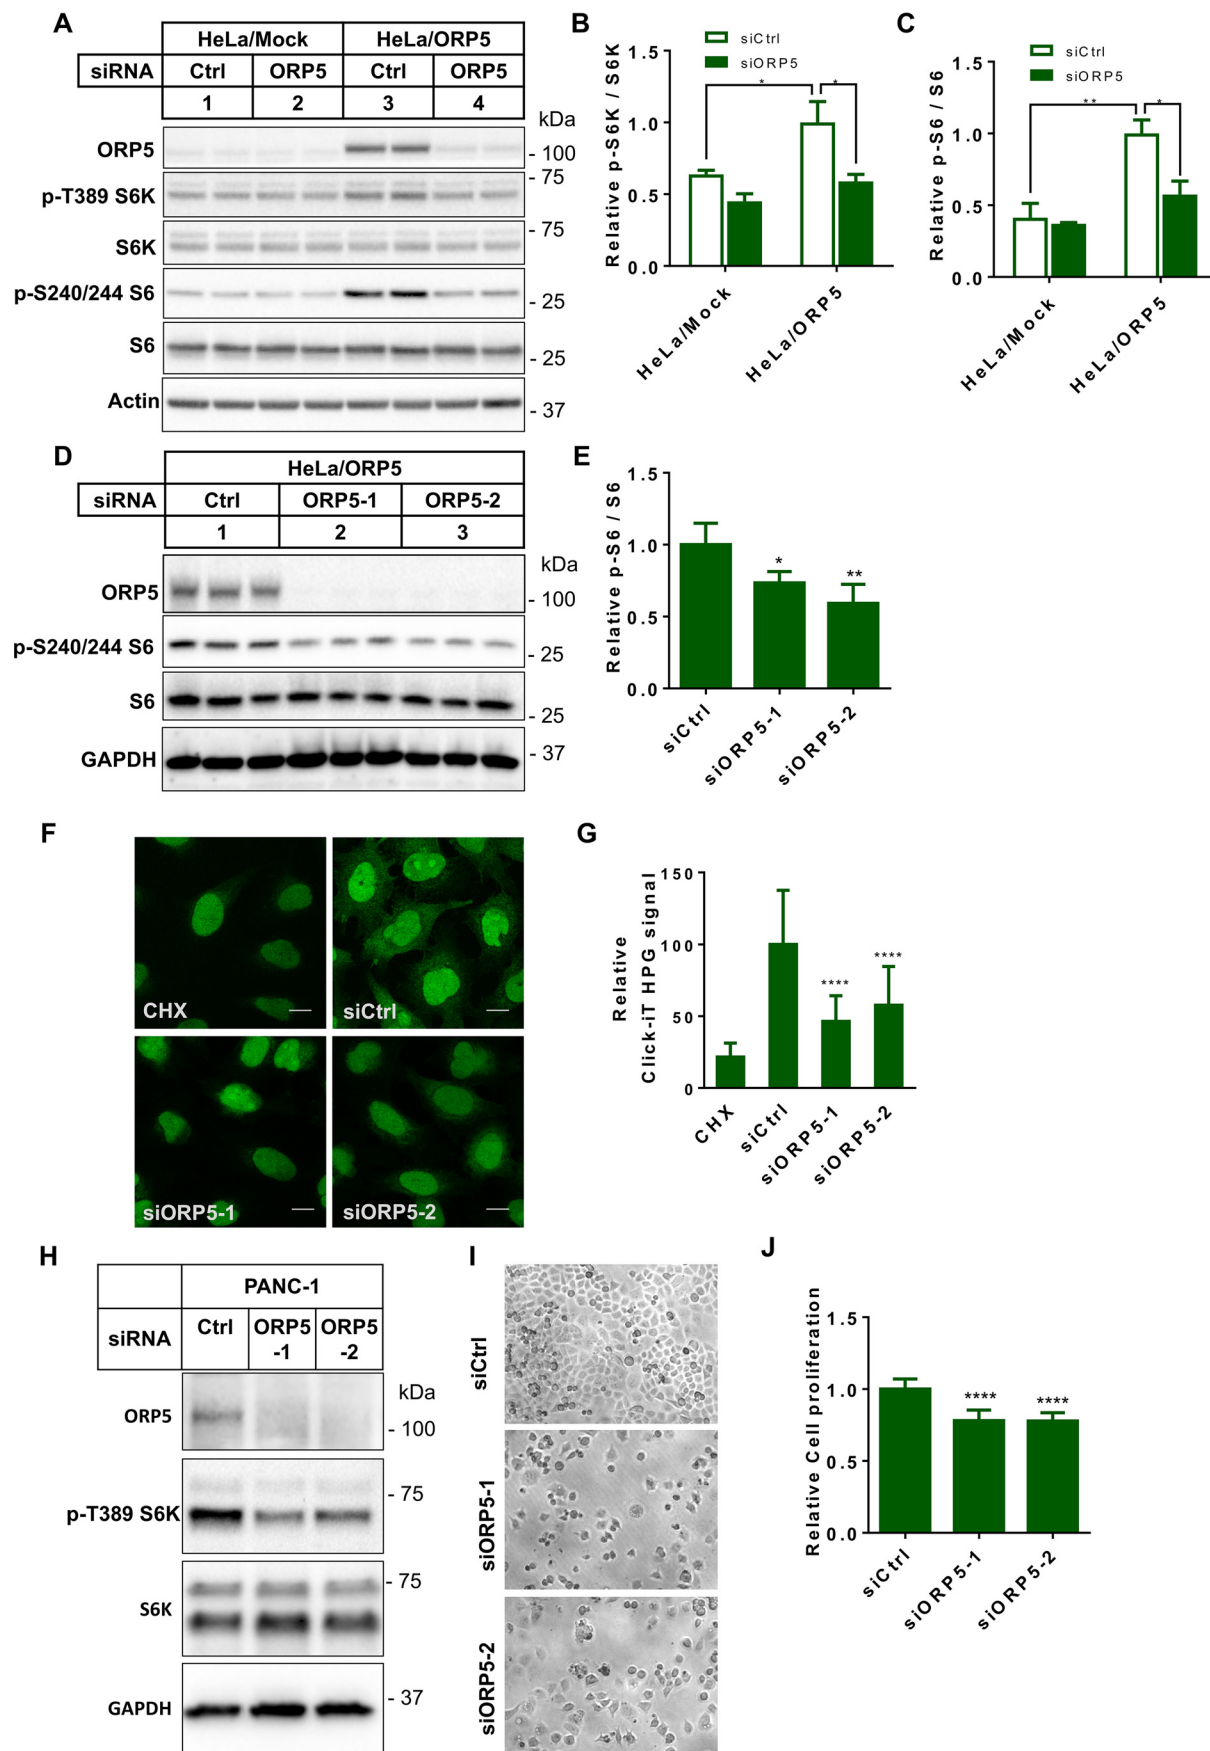 A
HeLa/Mock HeLa/ORP5
siRNA Ctrl ORP5 Ctrl ORP5
1 2 3 4
kDa
ORP5
- 100
- 75
p-T389 S6K
- 75
S6K
p-S240/244 S6
- 25
S6
- 25
Actin
- 37
B
siCtrl
siORP5
Relative p-S6K / S6K
1.5
1.0
0.5
0.0
*
*
HeLa/Mock
HeLa/ORP5
C
siCtrl
siORP5
Relative p-S6 / S6
1.5
1.0
0.5
0.0
**
*
HeLa/Mock
HeLa/ORP5
D
HeLa/ORP5
siRNA Ctrl ORP5-1 ORP5-2
1 2 3
kDa
ORP5
- 100
p-S240/244 S6
- 25
S6
- 25
GAPDH
- 37
E
Relative p-S6 / S6
1.5
1.0
0.5
0.0
*
**
siCtrl
siORP5-1
siORP5-2
F
CHX
siCtrl
siORP5-1
siORP5-2
G
Relative
Click-iT HPG signal
150
100
50
0
****
****
CHX
siCtrl
siORP5-1
siORP5-2
H
PANC-1
siRNA Ctrl ORP5 ORP5
-1 -2
kDa
ORP5
- 100
- 75
p-T389 S6K
- 75
S6K
- 37
GAPDH
I
siCtrl
siORP5-1
siORP5-2
J
Relative Cell proliferation
1.5
1.0
0.5
0.0
****
****
siCtrl
siORP5-1
siORP5-2